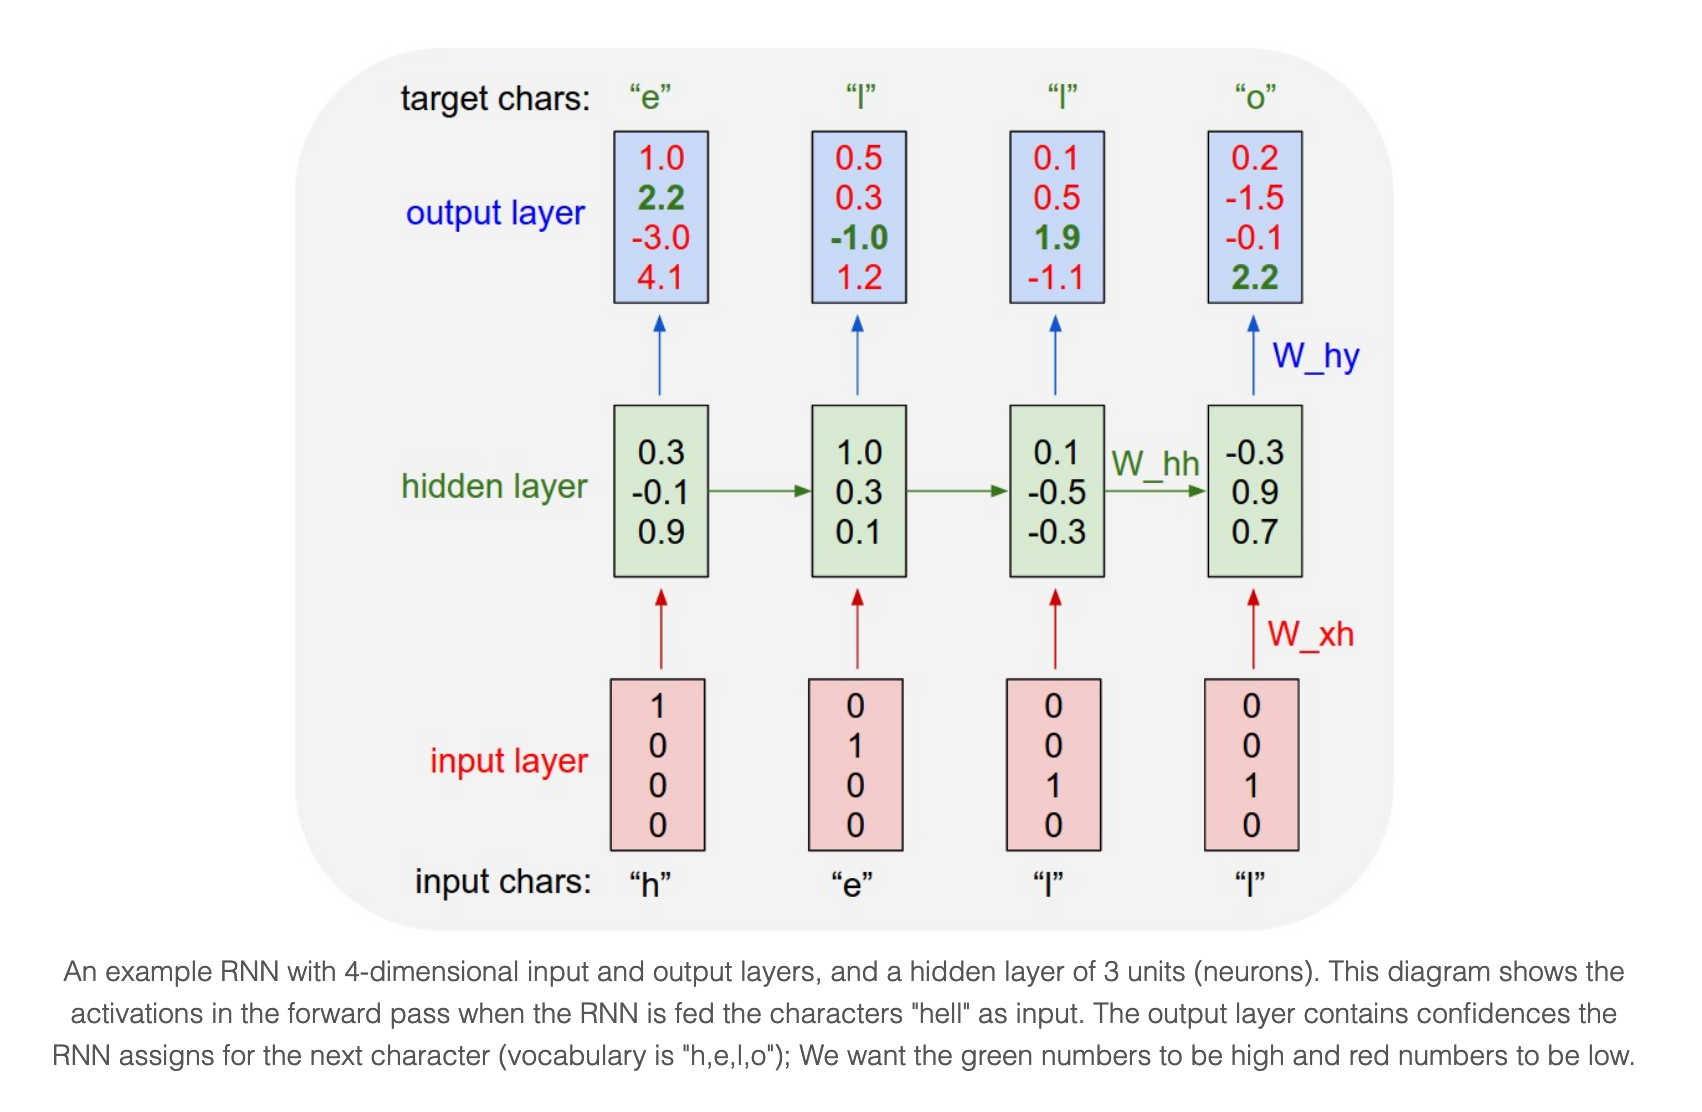 target chars: “e” “l” “l” “o”
1.0 0.5 0.1 0.2
2.2 0.3 0.5 -1.5
output layer
-3.0 -1.0 1.9 -0.1
4.1 1.2 -1.1 2.2
W_hy
0.3 1.0 0.1 -0.3
W_hh
hidden layer -0.1 0.3 -0.5 0.9
0.9 0.1 -0.3 0.7
W_xh
1 0 0 0
0 1 0 0
input layer
0 0 1 1
0 0 0 0
input chars: “h” “e” “l” “l”
An example RNN with 4-dimensional input and output layers, and a hidden layer of 3 units (neurons). This diagram shows the
activations in the forward pass when the RNN is fed the characters "hell" as input. The output layer contains confidences the
RNN assigns for the next character (vocabulary is "h,e,l,o"); We want the green numbers to be high and red numbers to be low.